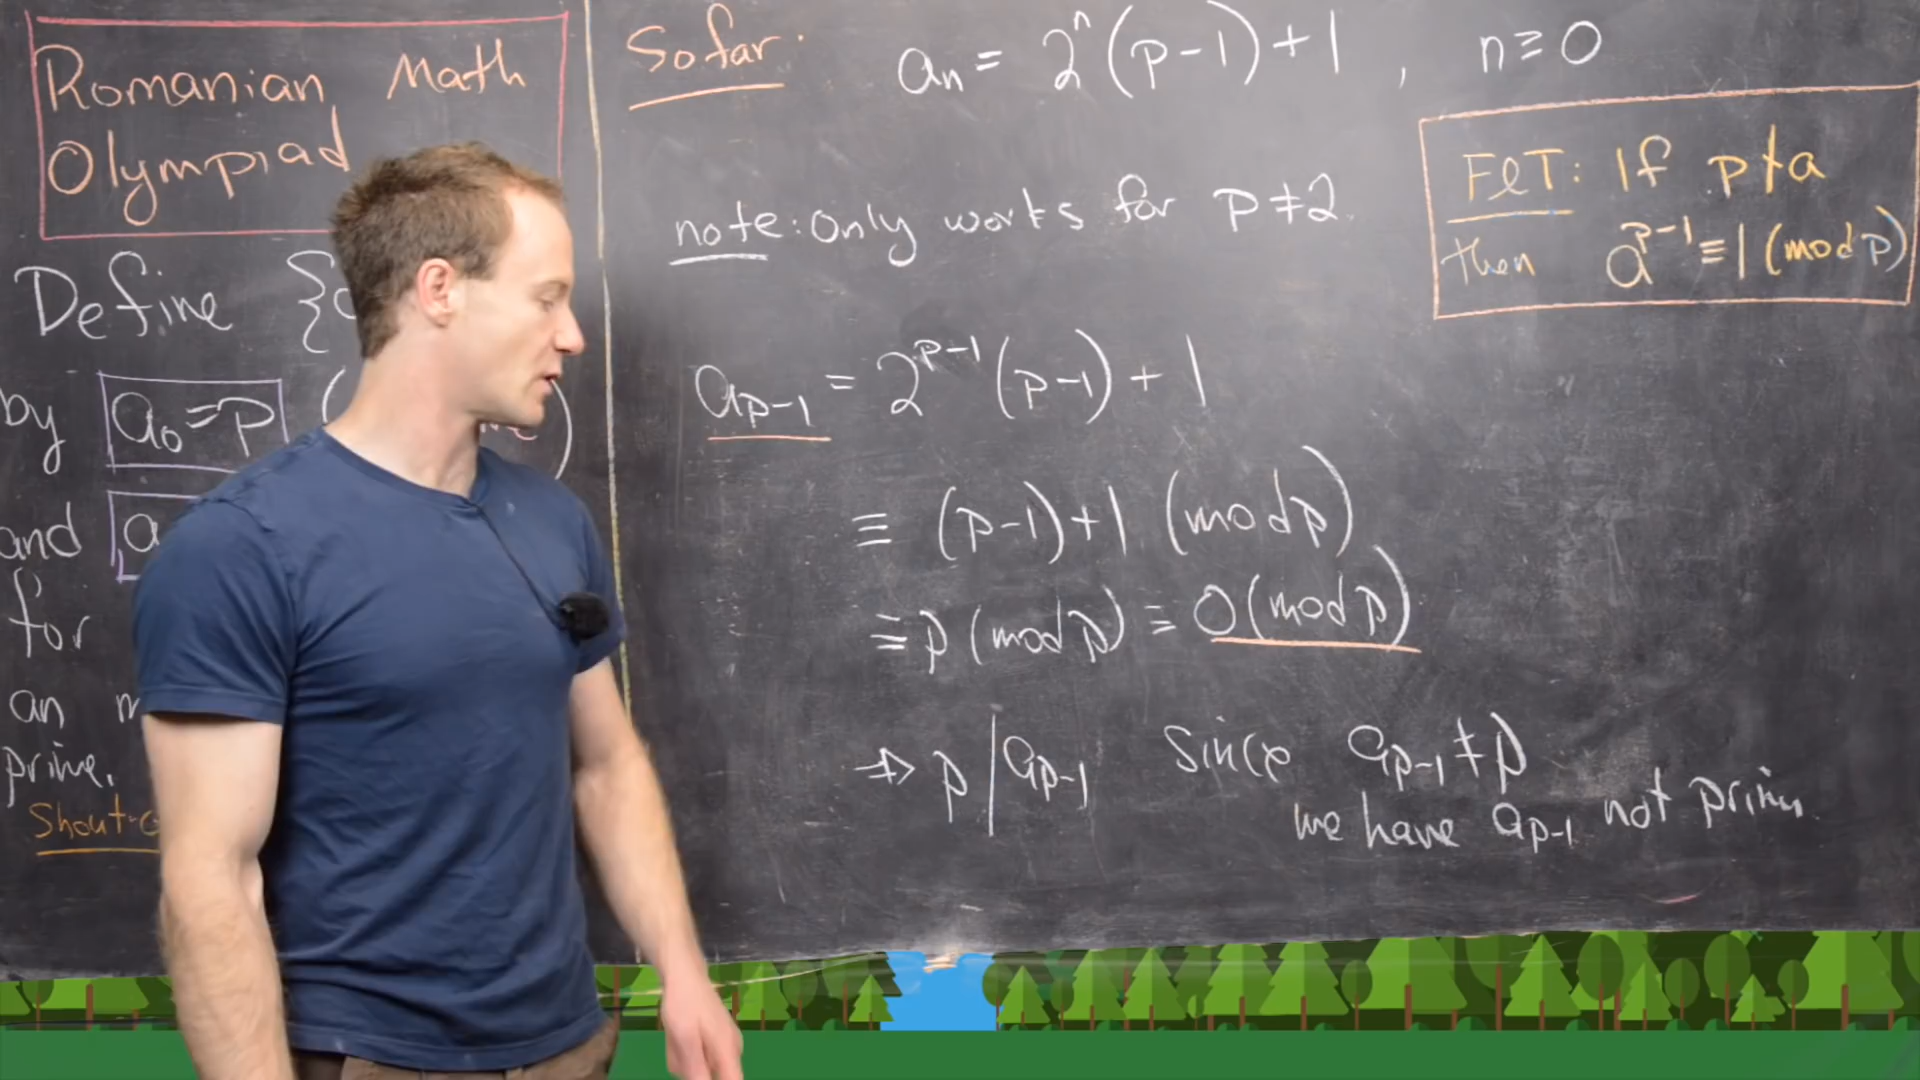 Romanian Math
Olympiad
Define {
by a₀ = p (
and a
for
an
prime.
Shout-o
So far: aₙ = 2ⁿ(p-1)+1, n ≥ 0
note: only works for p ≠ 2.
FℓT: If p∤a
then a^(p-1) ≡ 1 (mod p)
a_(p-1) = 2^(p-1) (p-1) + 1
≡ (p-1)+1 (mod p)
≡ p (mod p) ≡ 0 (mod p)
⇒ p | a_(p-1) since a_(p-1) ≠ p
we have a_(p-1) not prime